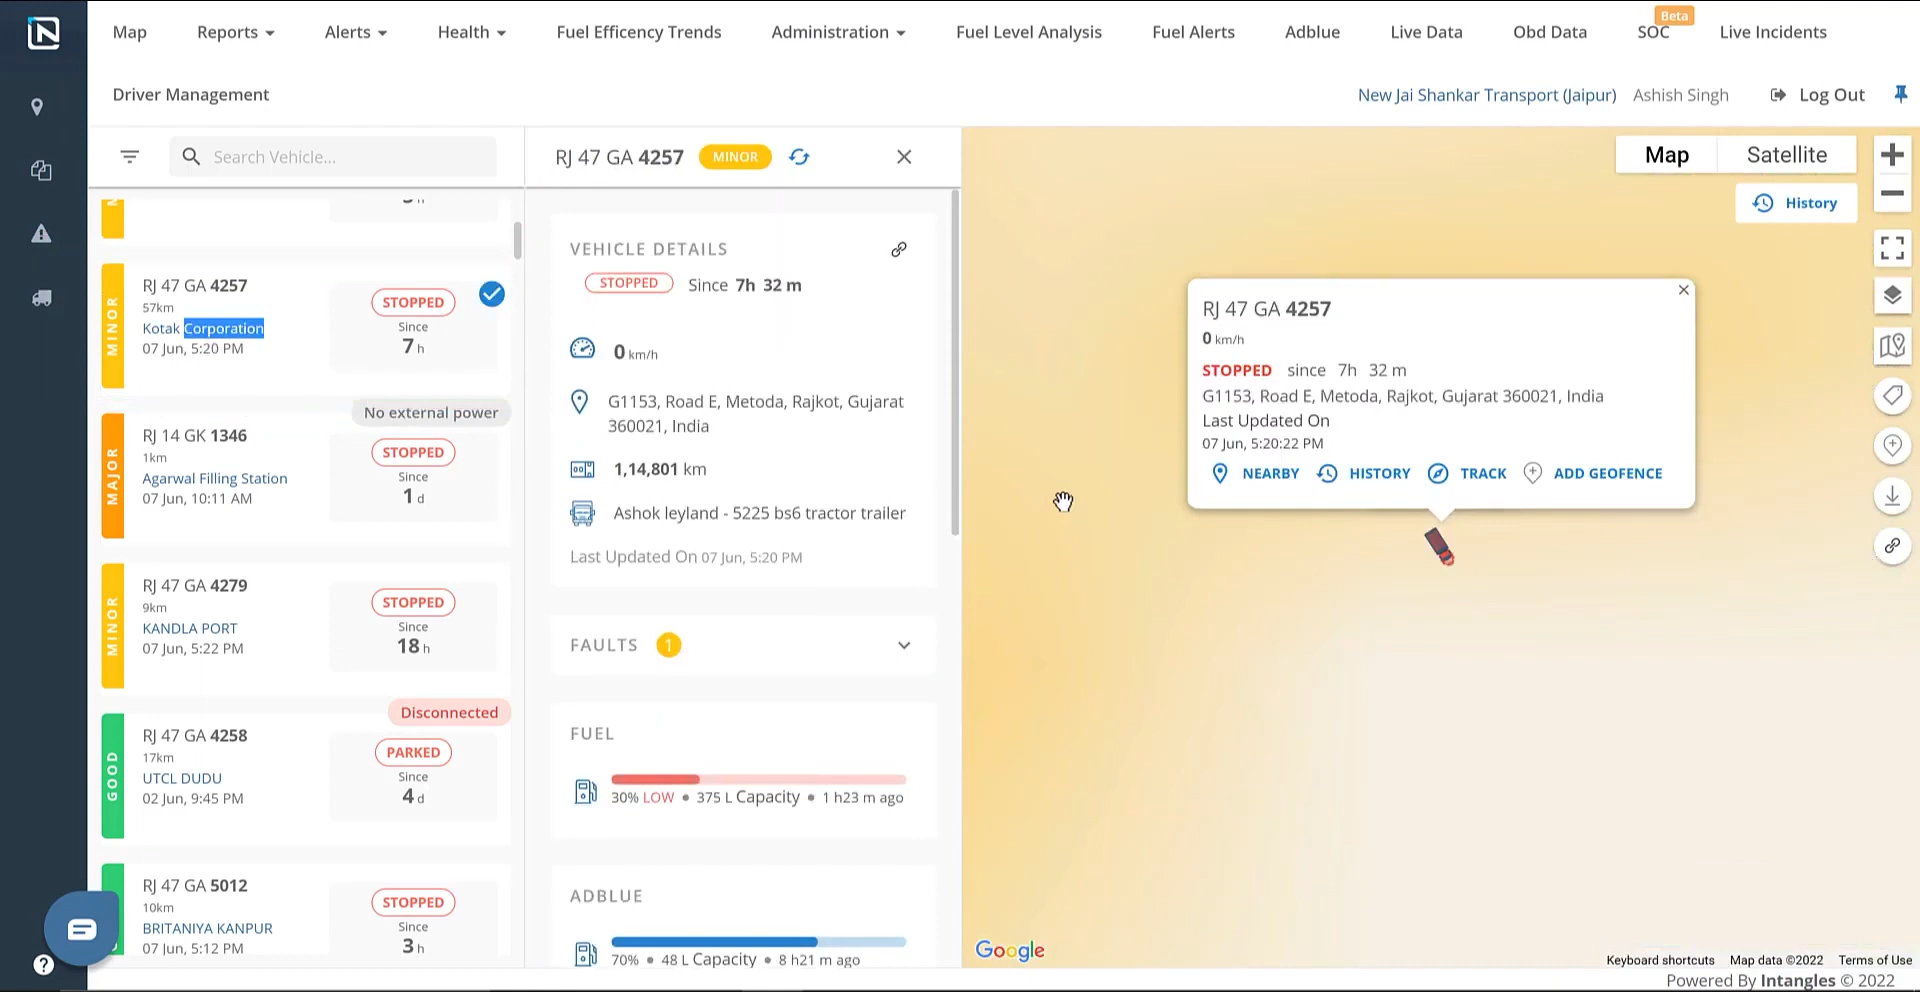 Map
Reports
Alerts
Health
Fuel Efficency Trends
Administration
Fuel Level Analysis
Fuel Alerts
Adblue
Live Data
Obd Data
SOC
Beta
Live Incidents
Driver Management
New Jai Shankar Transport (Jaipur)
Ashish Singh
Log Out
Search Vehicle...
RJ 47 GA 4257
57km
Kotak Corporation
07 Jun, 5:20 PM
MINOR
STOPPED
Since
7 h
No external power
RJ 14 GK 1346
1km
Agarwal Filling Station
07 Jun, 10:11 AM
MAJOR
STOPPED
Since
1 d
RJ 47 GA 4279
9km
KANDLA PORT
07 Jun, 5:22 PM
MINOR
STOPPED
Since
18 h
Disconnected
RJ 47 GA 4258
17km
UTCL DUDU
02 Jun, 9:45 PM
GOOD
PARKED
Since
4 d
RJ 47 GA 5012
10km
BRITANIYA KANPUR
07 Jun, 5:12 PM
STOPPED
Since
3 h
RJ 47 GA 4257
MINOR
VEHICLE DETAILS
STOPPED Since 7h 32 m
0 km/h
G1153, Road E, Metoda, Rajkot, Gujarat
360021, India
1,14,801 km
Ashok leyland - 5225 bs6 tractor trailer
Last Updated On 07 Jun, 5:20 PM
FAULTS 1
FUEL
30% LOW • 375 L Capacity • 1 h23 m ago
ADBLUE
70% • 48 L Capacity • 8 h21 m ago
Map
Satellite
History
RJ 47 GA 4257
0 km/h
STOPPED since 7h 32 m
G1153, Road E, Metoda, Rajkot, Gujarat 360021, India
Last Updated On
07 Jun, 5:20:22 PM
NEARBY
HISTORY
TRACK
ADD GEOFENCE
Google
Keyboard shortcuts
Map data ©2022
Terms of Use
Powered By Intangles © 2022